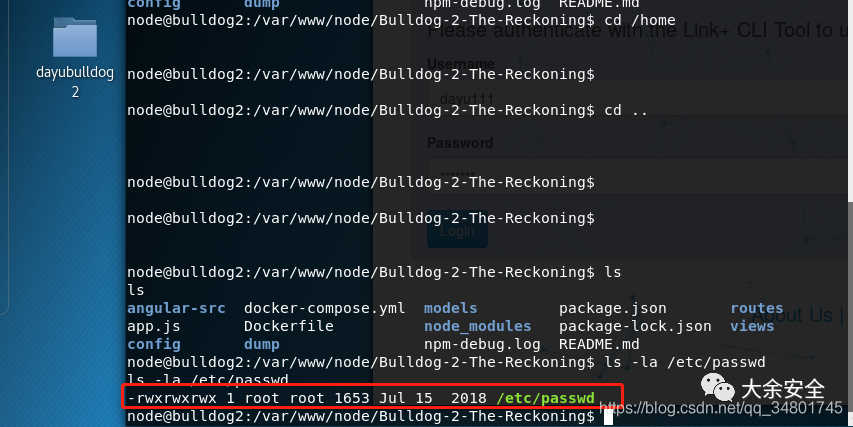 config       dump                npm-debug.log  README.md
node@bulldog2:/var/www/node/Bulldog-2-The-Reckoning$ cd /home
Please authenticate with the Link+ CLI Tool to u
Username
node@bulldog2:/var/www/node/Bulldog-2-The-Reckoning$
dayu111
node@bulldog2:/var/www/node/Bulldog-2-The-Reckoning$ cd ..
Password
node@bulldog2:/var/www/node/Bulldog-2-The-Reckoning$
node@bulldog2:/var/www/node/Bulldog-2-The-Reckoning$
Login
node@bulldog2:/var/www/node/Bulldog-2-The-Reckoning$ ls
ls
angular-src  docker-compose.yml  models         package.json       routes
About Us |
app.js       Dockerfile          node_modules   package-lock.json  views
config       dump                npm-debug.log  README.md
node@bulldog2:/var/www/node/Bulldog-2-The-Reckoning$ ls -la /etc/passwd
ls -la /etc/passwd
-rwxrwxrwx 1 root root 1653 Jul 15  2018 /etc/passwd
node@bulldog2:/var/www/node/Bulldog-2-The-Reckoning$
dayubulldog
2
大余安全
https://blog.csdn.net/qq_34801745